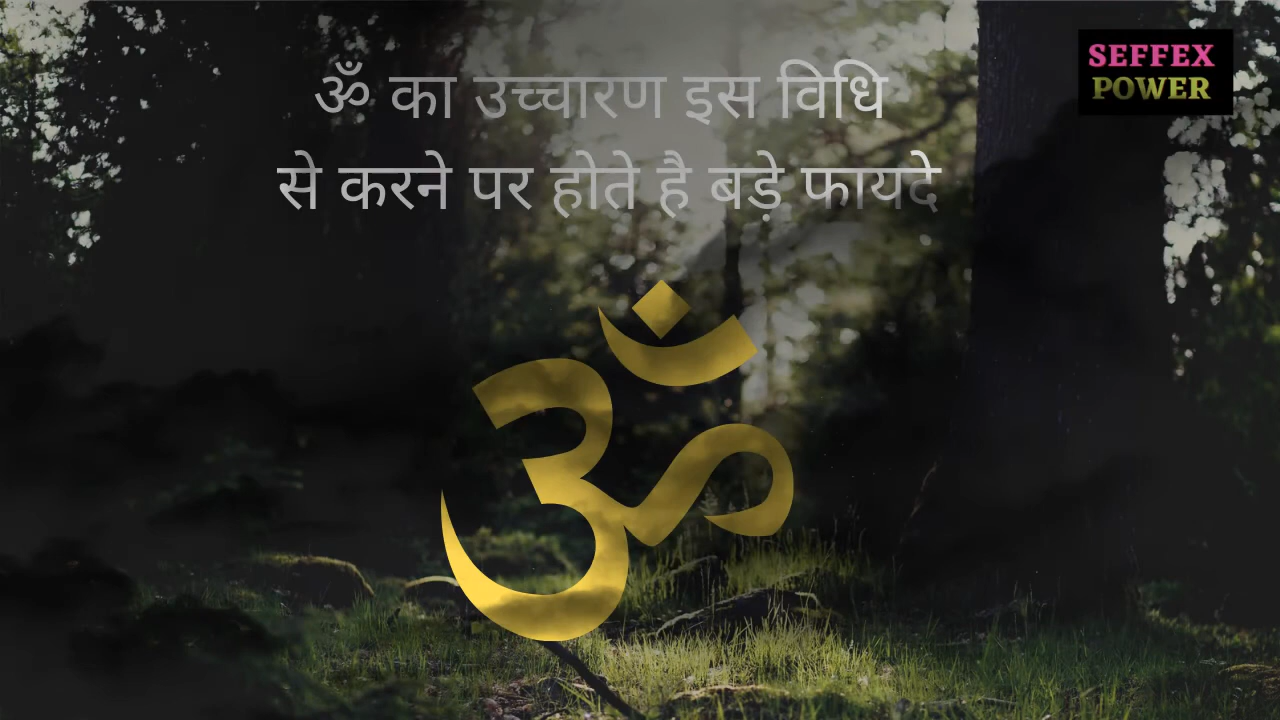 ॐ का उच्चारण इस विधि
से करने पर होते है बड़े फायदे
SEFFEX
POWER
ॐ